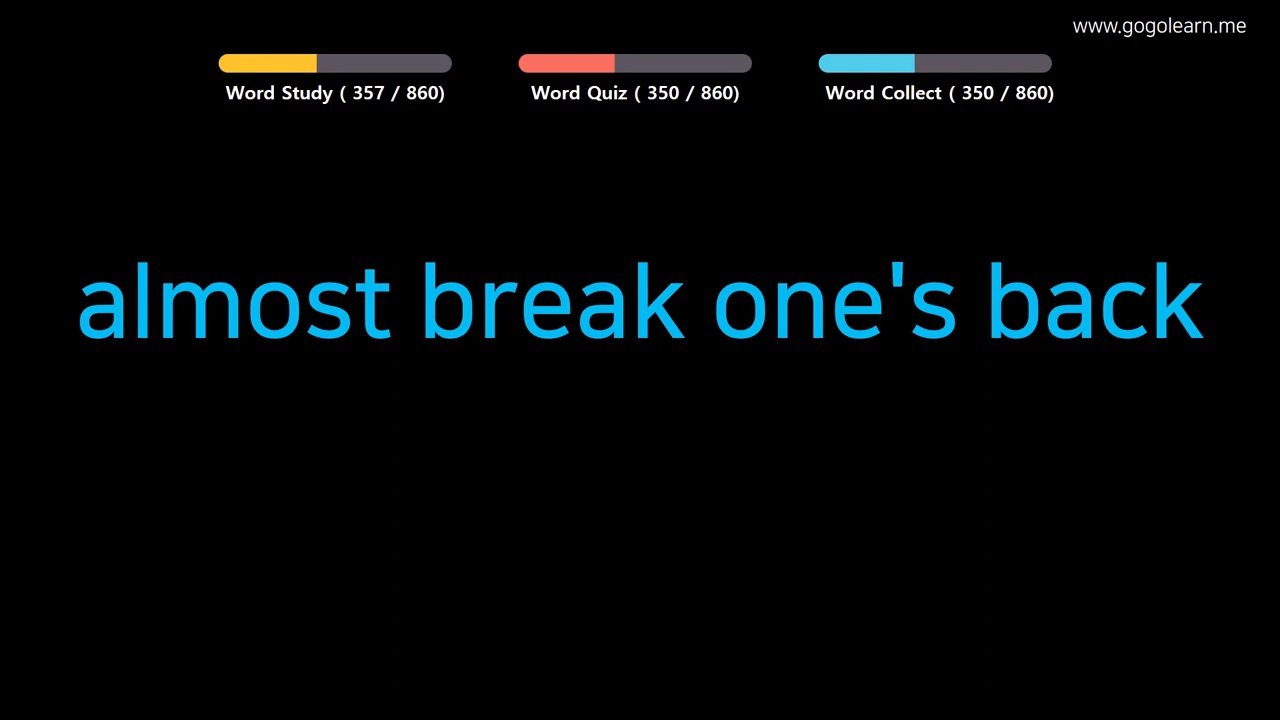 www.gogolearn.me
Word Study ( 357 / 860)
Word Quiz ( 350 / 860)
Word Collect ( 350 / 860)
almost break one's back